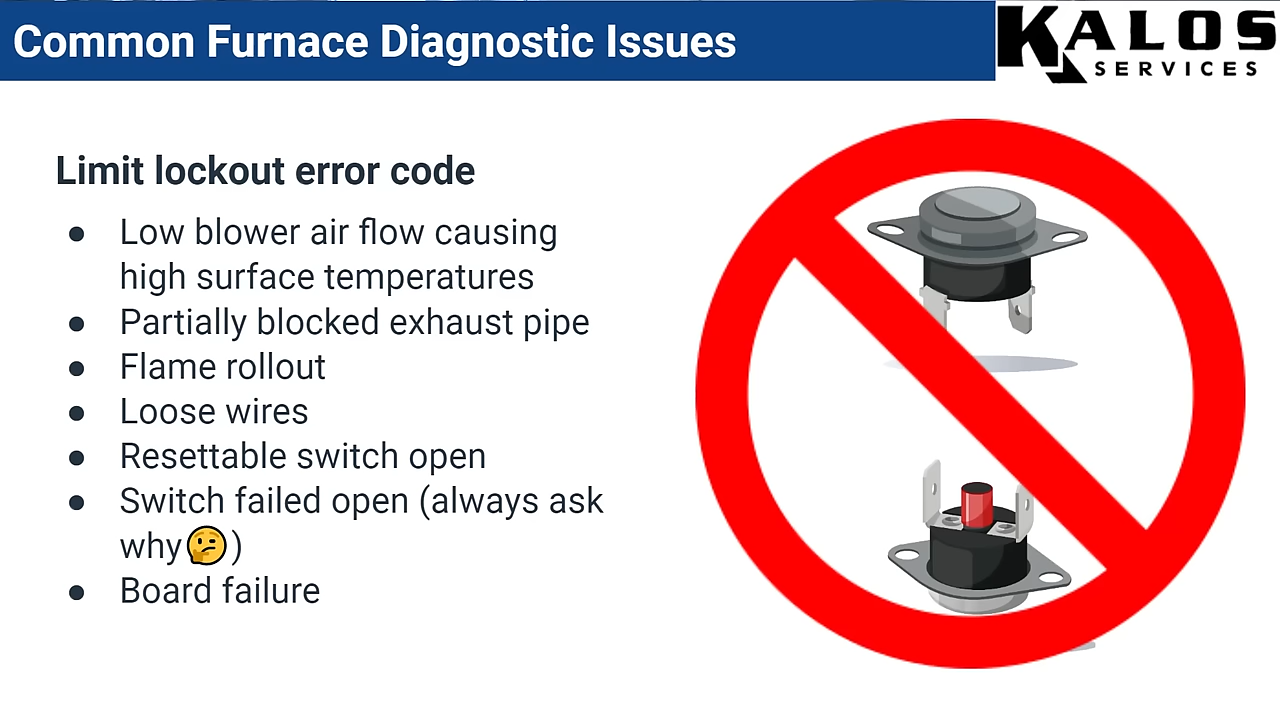 Common Furnace Diagnostic Issues
KALOS
SERVICES
Limit lockout error code
● Low blower air flow causing
high surface temperatures
● Partially blocked exhaust pipe
● Flame rollout
● Loose wires
● Resettable switch open
● Switch failed open (always ask
why🤔)
● Board failure